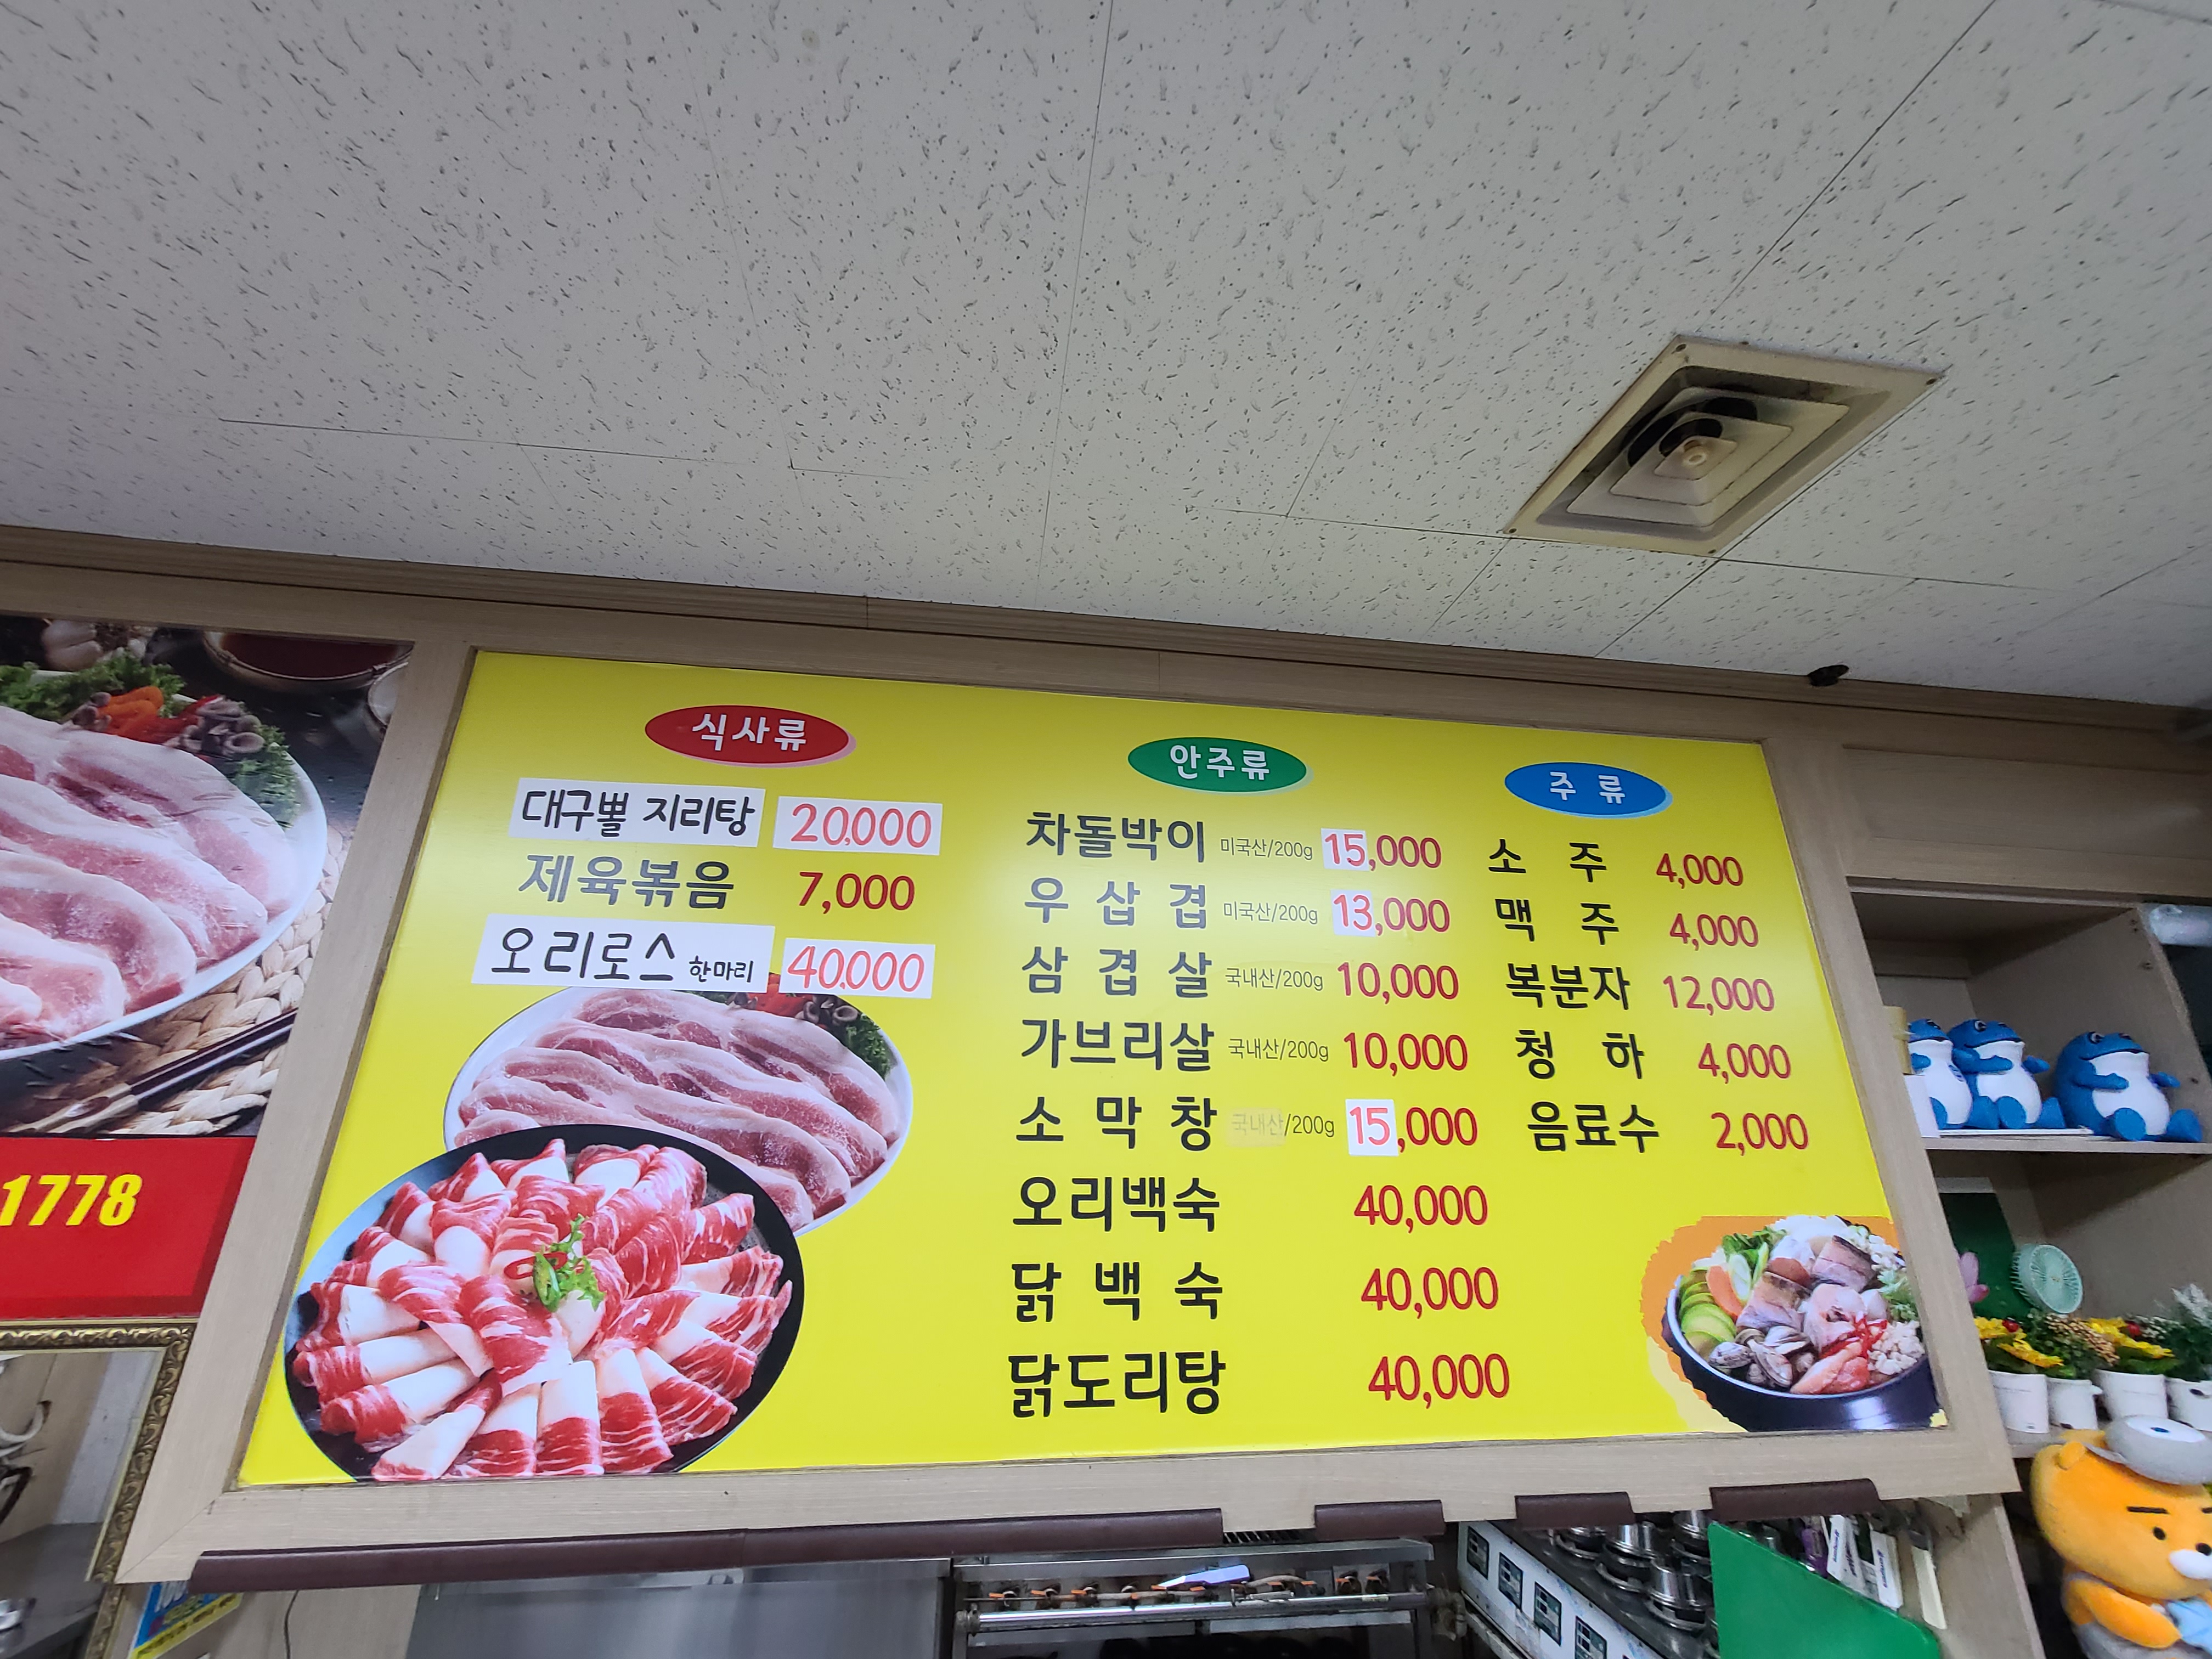 식사류
대구뽈 지리탕 20,000
제육볶음 7,000
오리로스 한마리 40,000
안주류
차돌박이 미국산/200g 15,000
우삼겹 미국산/200g 13,000
삼겹살 국내산/200g 10,000
가브리살 국내산/200g 10,000
소막창 국내산/200g 15,000
오리백숙 40,000
닭백숙 40,000
닭도리탕 40,000
주류
소주 4,000
맥주 4,000
복분자 12,000
청하 4,000
음료수 2,000
1778